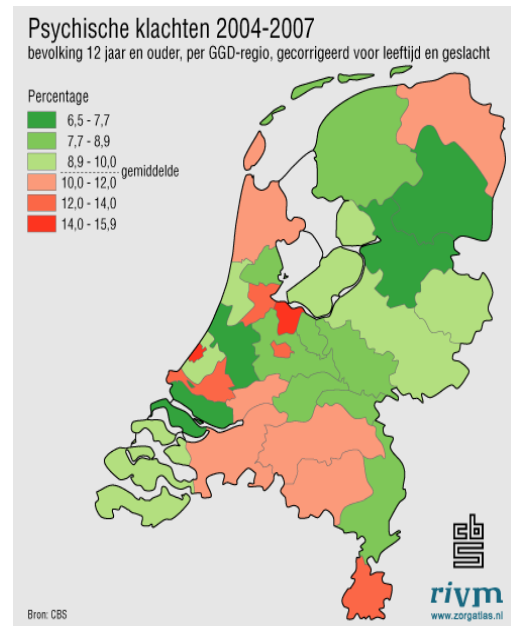 Psychische klachten 2004-2007
bevolking 12 jaar en ouder, per GGD-regio, gecorrigeerd voor leeftijd en geslacht
Percentage
6,5 - 7,7
7,7 - 8,9
8,9 - 10,0
gemiddelde
10,0 - 12,0
12,0 - 14,0
14,0 - 15,9
cbs
rivm
www.zorgatlas.nl
Bron: CBS